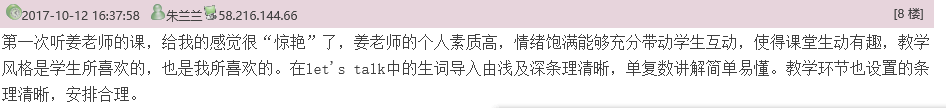 2017-10-12 16:37:58 朱兰兰 58.216.144.66 [8 楼]
第一次听姜老师的课，给我的感觉很“惊艳”了，姜老师的个人素质高，情绪饱满能够充分带动学生互动，使得课堂生动有趣，教学
风格是学生所喜欢的，也是我所喜欢的。在let's talk中的生词导入由浅及深条理清晰，单复数讲解简单易懂。教学环节也设置的条
理清晰，安排合理。